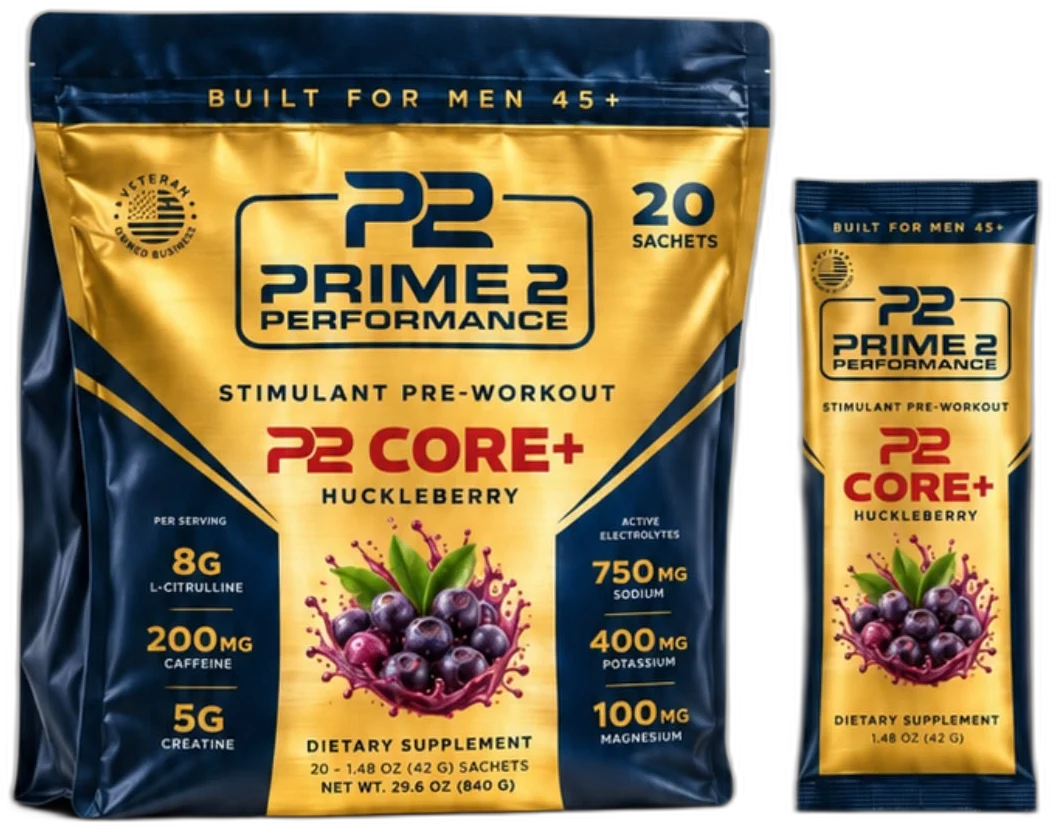 BUILT FOR MEN 45+
VETERAN
OWNED BUSINESS
P2
PRIME 2
PERFORMANCE
20
SACHETS
STIMULANT PRE-WORKOUT
P2 CORE+
HUCKLEBERRY
PER SERVING
8G
L-CITRULLINE
200MG
CAFFEINE
5G
CREATINE
ACTIVE
ELECTROLYTES
750MG
SODIUM
400MG
POTASSIUM
100MG
MAGNESIUM
DIETARY SUPPLEMENT
20 - 1.48 OZ (42 G) SACHETS
NET WT. 29.6 OZ (840 G)
BUILT FOR MEN 45+
P2
PRIME 2
PERFORMANCE
STIMULANT PRE-WORKOUT
P2
CORE+
HUCKLEBERRY
DIETARY SUPPLEMENT
1.48 OZ (42 G)